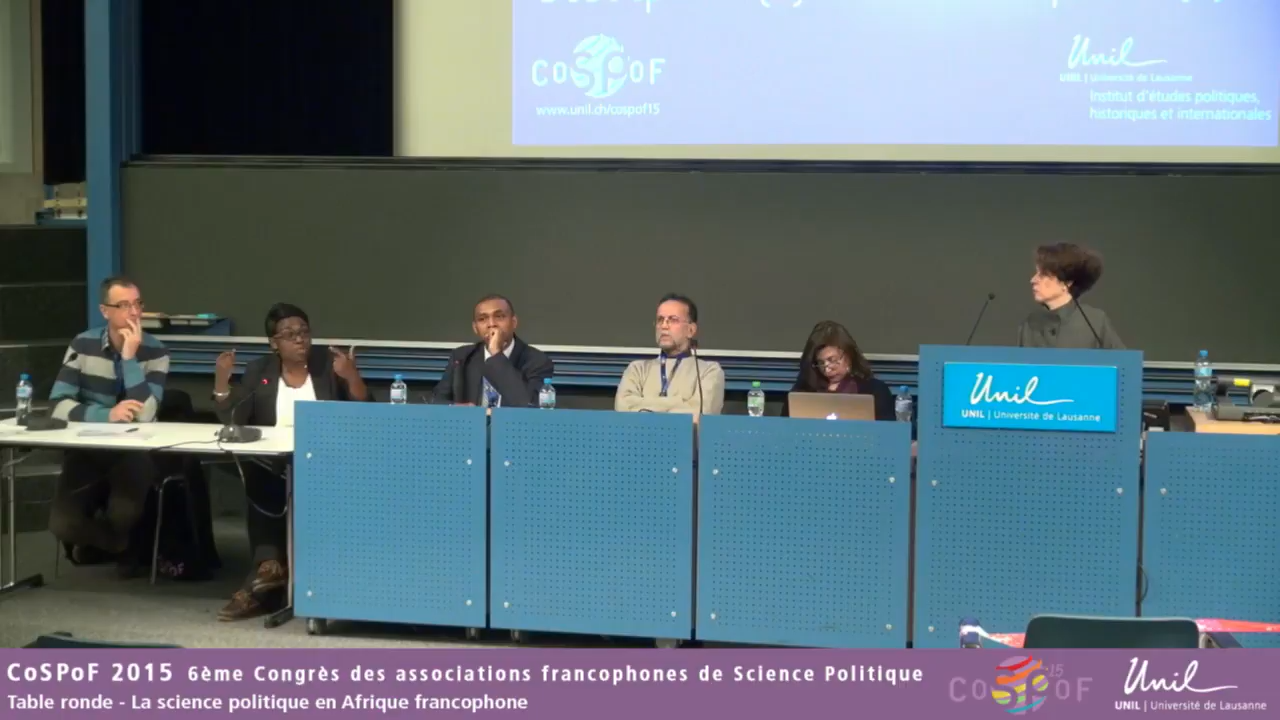 CoSPoF
www.unil.ch/cospof15
Unil
UNIL | Université de Lausanne
Institut d'études politiques,
historiques et internationales
Unil
UNIL | Université de Lausanne
CoSPoF 2015 6ème Congrès des associations francophones de Science Politique
Table ronde - La science politique en Afrique francophone
CoSPoF '15
Unil
UNIL | Université de Lausanne